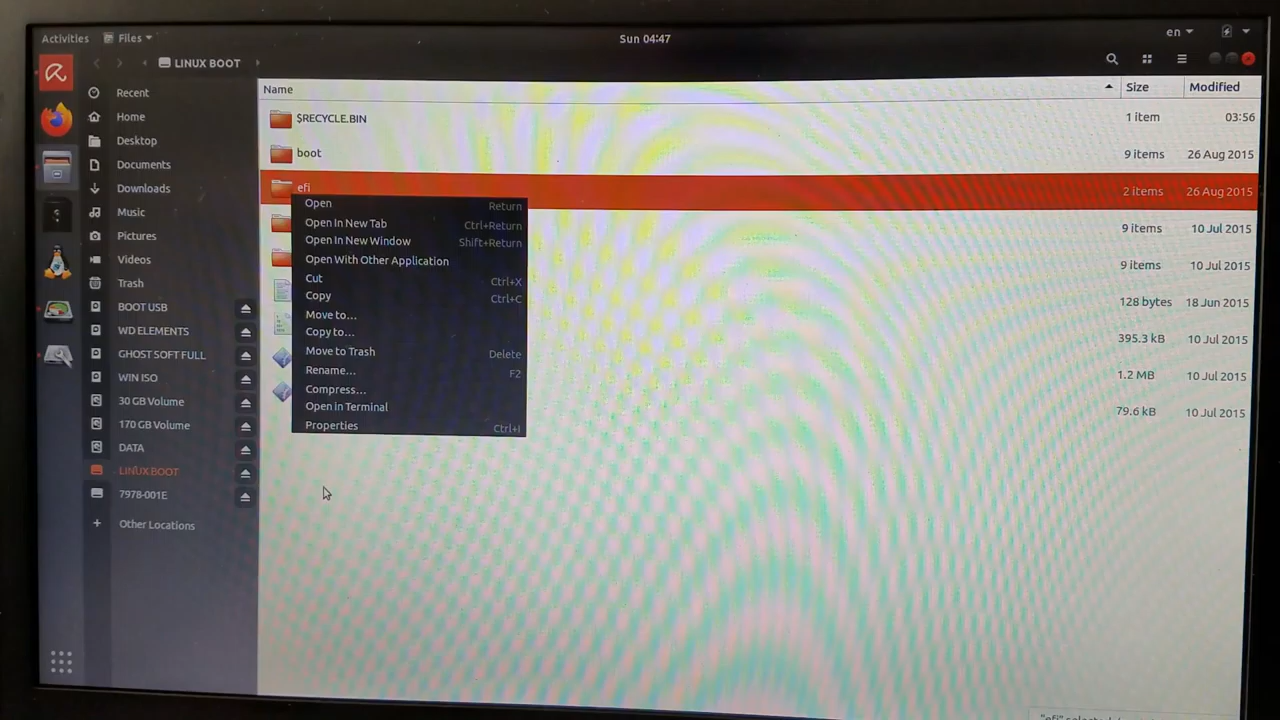 Activities Files Sun 04:47 en
LINUX BOOT
Recent
Home
Desktop
Documents
Downloads
Music
Pictures
Videos
Trash
BOOT USB
WD ELEMENTS
GHOST SOFT FULL
WIN ISO
30 GB Volume
170 GB Volume
DATA
LINUX BOOT
7978-001E
+ Other Locations
Name Size Modified
$RECYCLE.BIN 1 item 03:56
boot 9 items 26 Aug 2015
efi 2 items 26 Aug 2015
9 items 10 Jul 2015
9 items 10 Jul 2015
128 bytes 18 Jun 2015
395.3 kB 10 Jul 2015
1.2 MB 10 Jul 2015
79.6 kB 10 Jul 2015
Open Return
Open In New Tab Ctrl+Return
Open In New Window Shift+Return
Open With Other Application
Cut Ctrl+X
Copy Ctrl+C
Move to...
Copy to...
Move to Trash Delete
Rename... F2
Compress...
Open in Terminal
Properties Ctrl+I